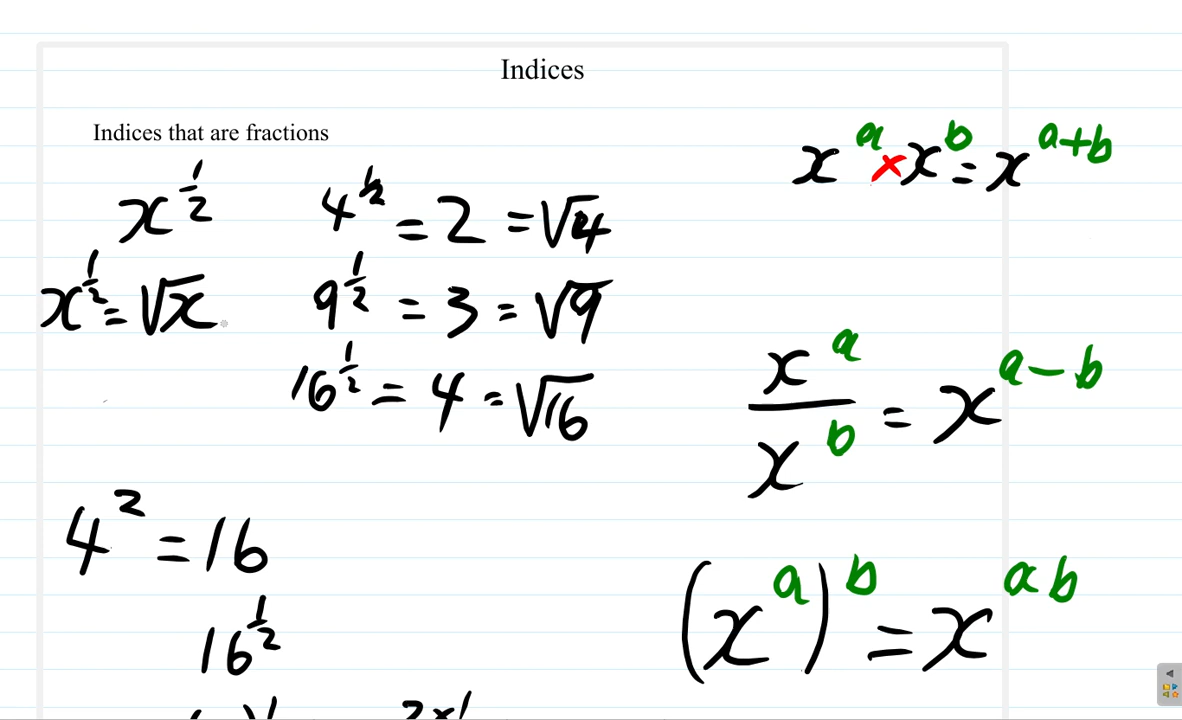 Indices
Indices that are fractions
x^{1/2}
4^{1/2} = 2 = √4
x^a × x^b = x^{a+b}
x^{1/2} = √x
9^{1/2} = 3 = √9
16^{1/2} = 4 = √16
x^a / x^b = x^{a-b}
4^2 = 16
(x^a)^b = x^{ab}
16^{1/2}